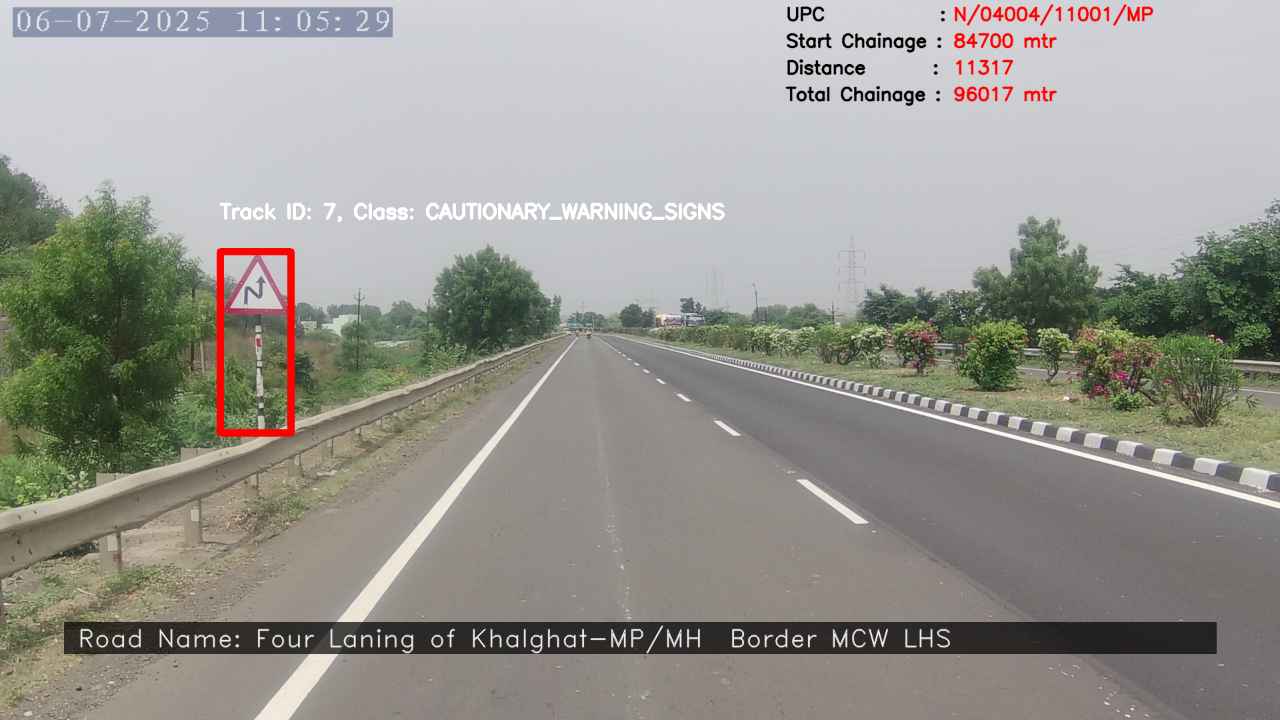 06-07-2025 11:05:29
UPC : N/04004/11001/MP
Start Chainage : 84700 mtr
Distance : 11317
Total Chainage : 96017 mtr
Track ID: 7, Class: CAUTIONARY_WARNING_SIGNS
Road Name: Four Laning of Khalghat-MP/MH Border MCW LHS